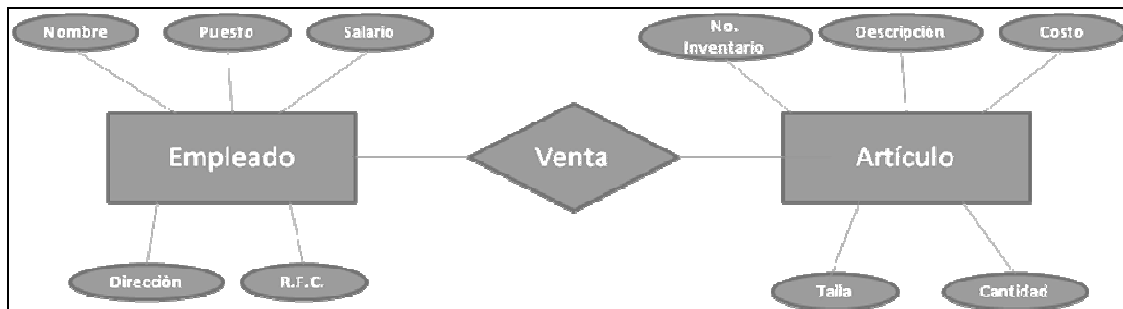 Nombre
Puesto
Salario
No.
Inventario
Descripción
Costo
Empleado
Venta
Artículo
Dirección
R.F.C.
Talla
Cantidad